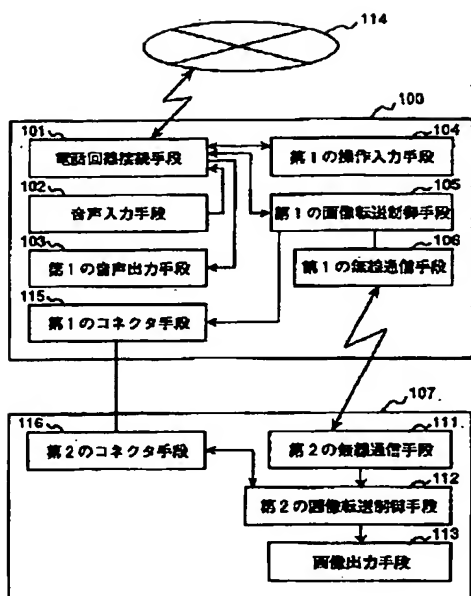 114
100
101
電話回線接続手段
104
第1の操作入力手段
102
音声入力手段
105
第1の画像転送制御手段
103
第1の音声出力手段
106
第1の無線通信手段
115
第1のコネクタ手段
107
116
第2のコネクタ手段
111
第2の無線通信手段
112
第2の画像転送制御手段
113
画像出力手段